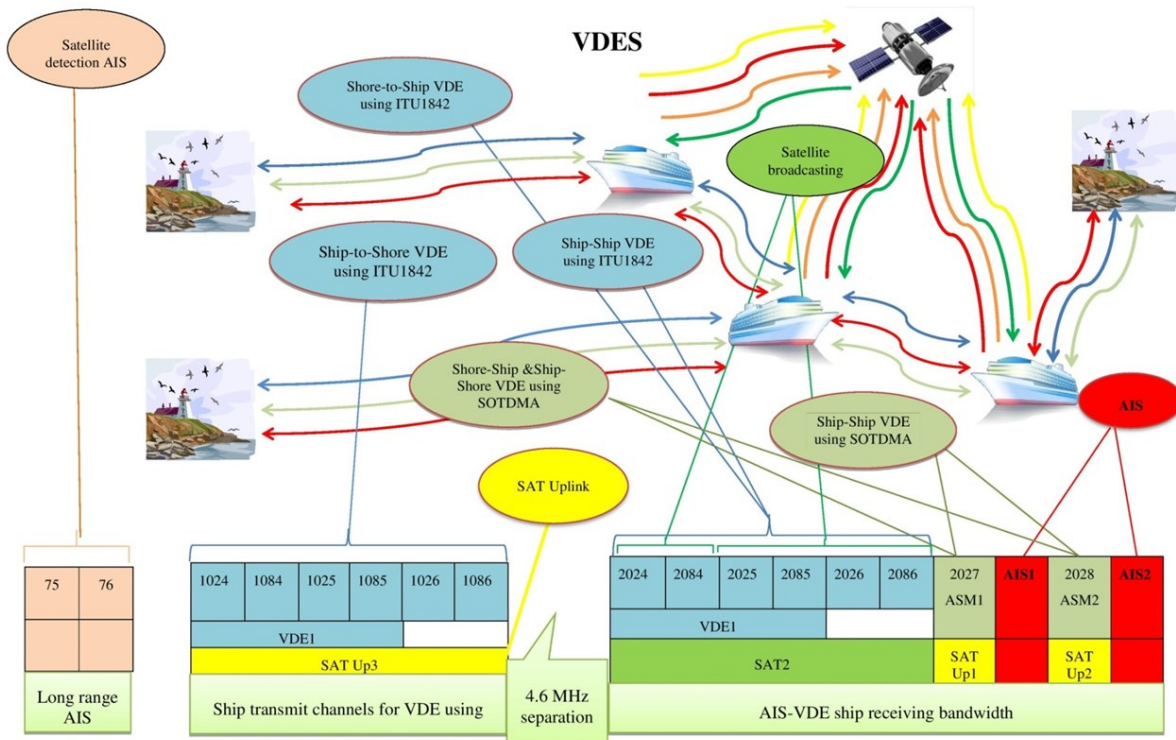 VDES
Satellite
detection AIS
Shore-to-Ship VDE
using ITU1842
Satellite
broadcasting
Ship-to-Shore VDE
using ITU1842
Ship-Ship VDE
using ITU1842
Shore-Ship &Ship-
Shore VDE using
SOTDMA
Ship-Ship VDE
using SOTDMA
AIS
SAT Uplink
75 76
1024 1084 1025 1085 1026 1086
2024 2084 2025 2085 2026 2086 2027 AIS1 2028 AIS2
ASM1 ASM2
VDE1
VDE1
SAT Up3
SAT2
SAT
Up1
SAT
Up2
Long range
AIS
Ship transmit channels for VDE using
4.6 MHz
separation
AIS-VDE ship receiving bandwidth